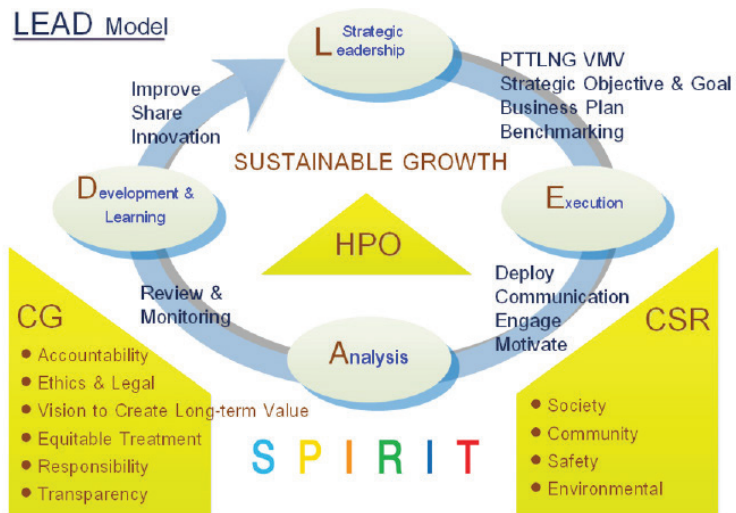 LEAD Model
L Strategic
eadership
PTTLNG VMV
Strategic Objective & Goal
Business Plan
Benchmarking
Improve
Share
Innovation
SUSTAINABLE GROWTH
Development &
Learning
Execution
HPO
Review &
Monitoring
Deploy
Communication
Engage
Motivate
Analysis
CG
• Accountability
• Ethics & Legal
• Vision to Create Long-term Value
• Equitable Treatment
• Responsibility
• Transparency
CSR
• Society
• Community
• Safety
• Environmental
SPIRIT